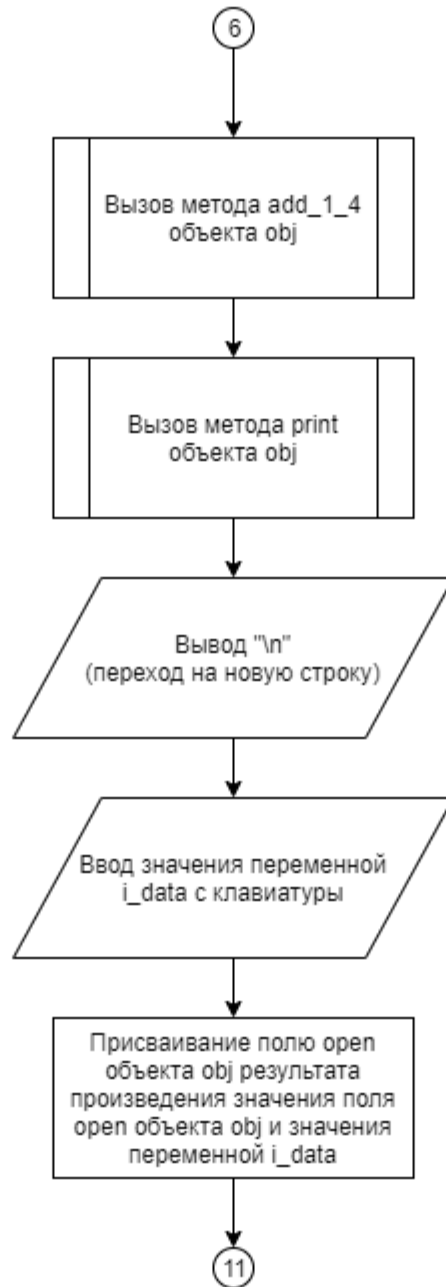 6
Вызов метода add_1_4
объекта obj
Вызов метода print
объекта obj
Вывод "\n"
(переход на новую строку)
Ввод значения переменной
i_data с клавиатуры
Присваивание полю open
объекта obj результата
произведения значения поля
open объекта obj и значения
переменной i_data
11